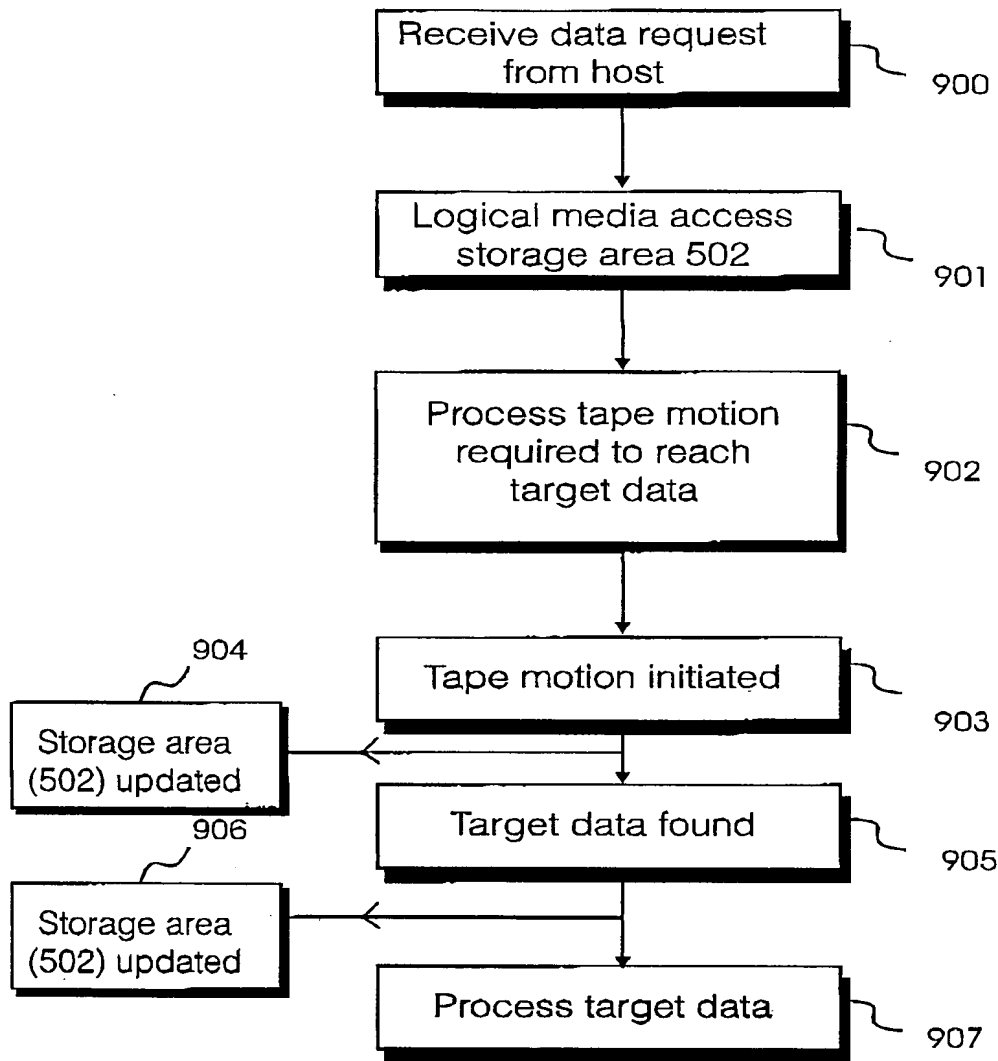 Receive data request
from host
900
Logical media access
storage area 502
901
Process tape motion
required to reach
target data
902
Tape motion initiated
903
904
Storage area
(502) updated
Target data found
905
906
Storage area
(502) updated
Process target data
907